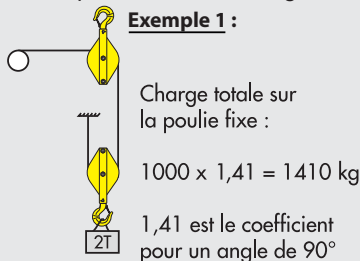 Exemple 1 :
Charge totale sur
la poulie fixe :
1000 x 1,41 = 1410 kg
1,41 est le coefficient
pour un angle de 90°
2T